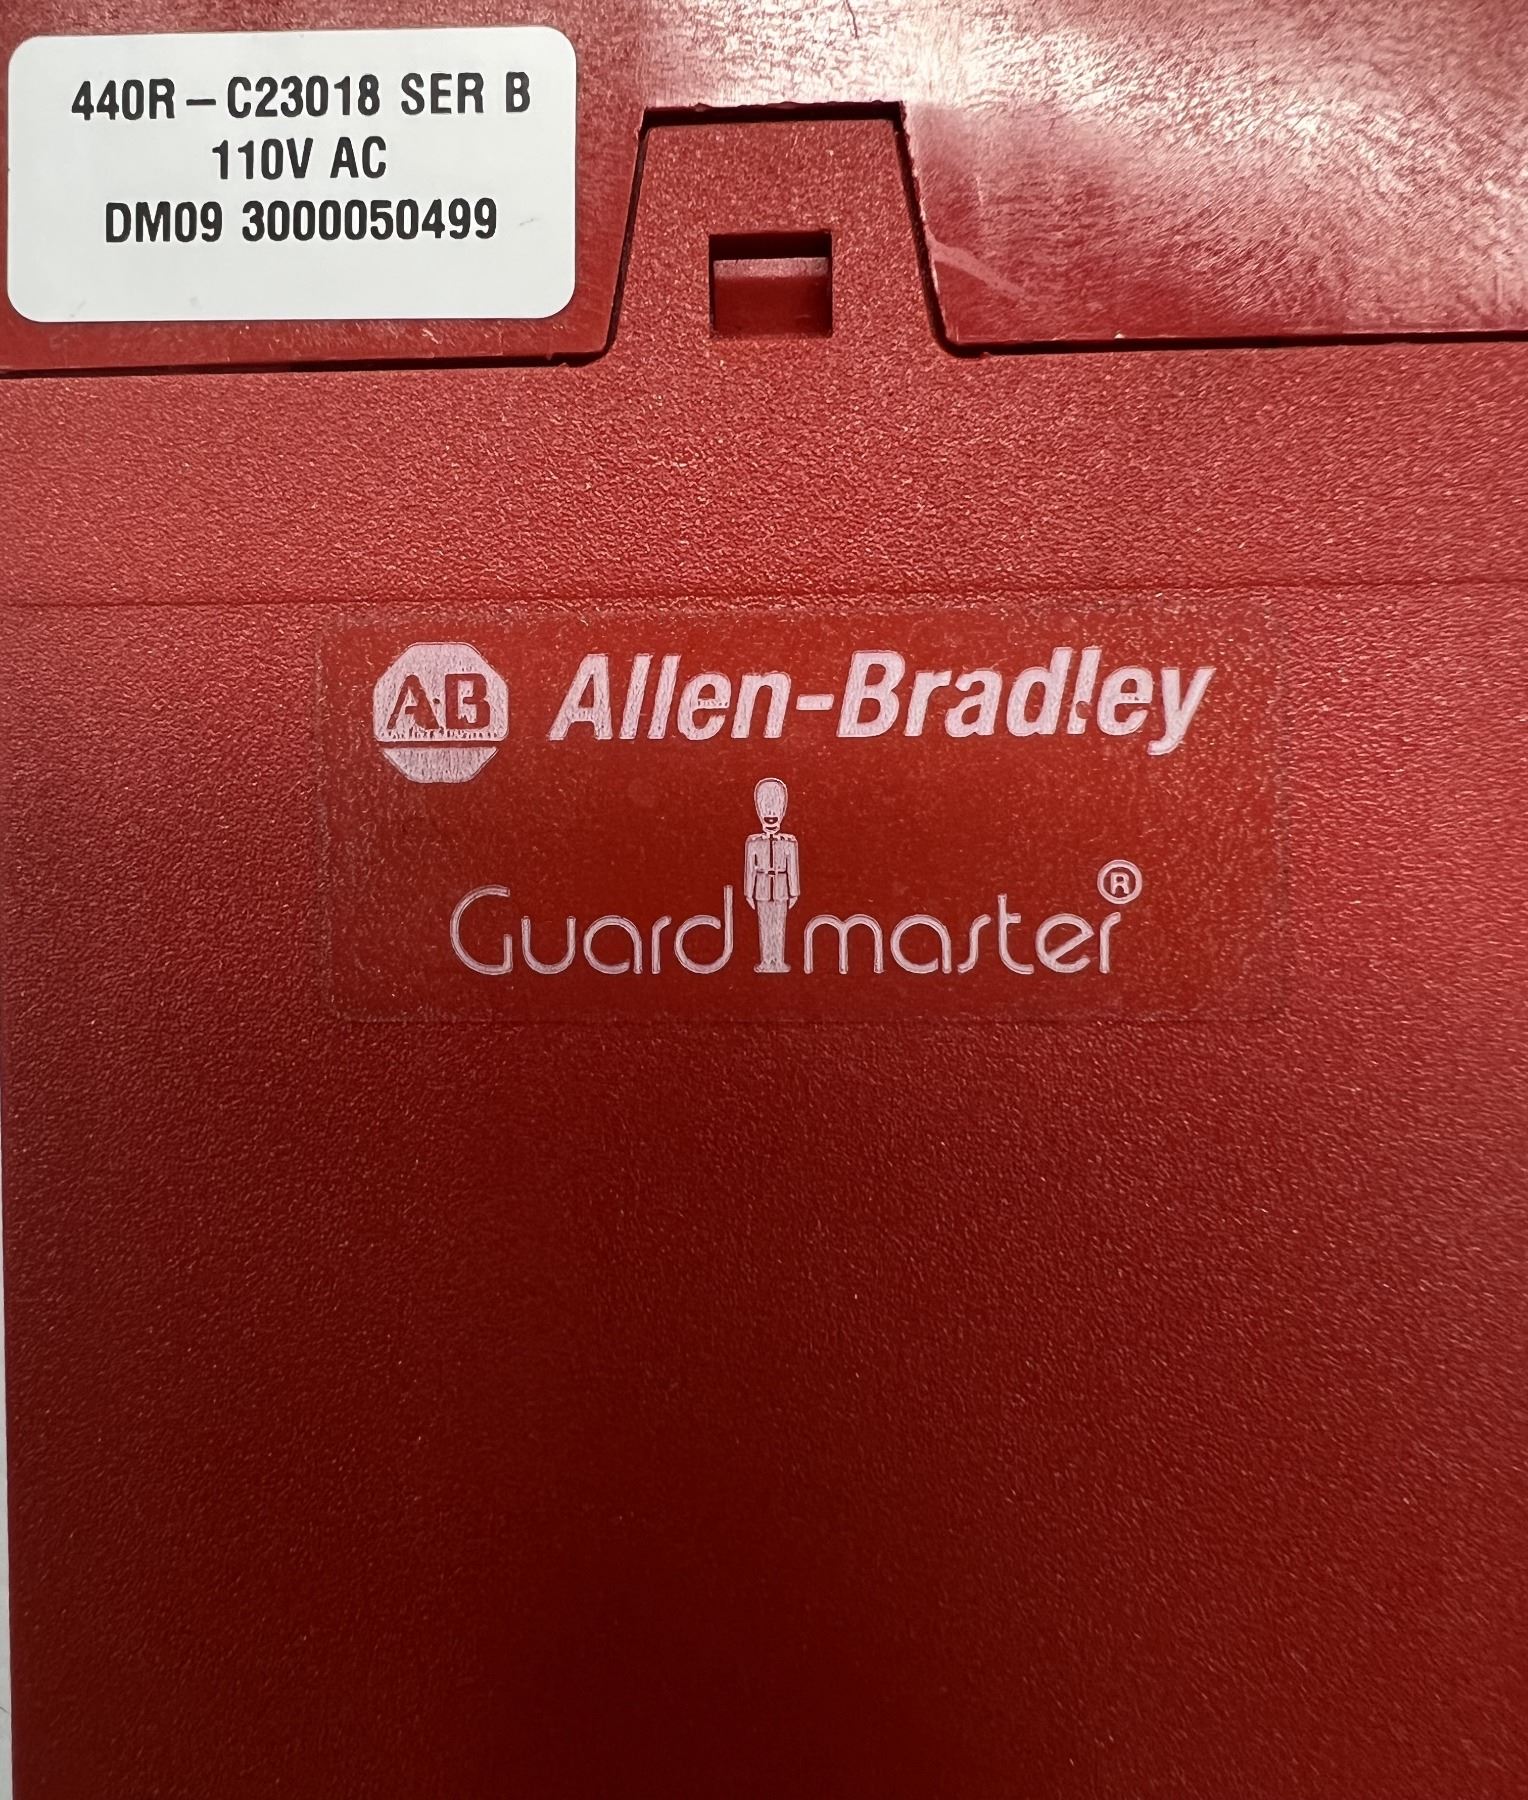 440R-C23018 SER B
110V AC
DM09 3000050499
AB Allen-Bradley
Guardmaster®